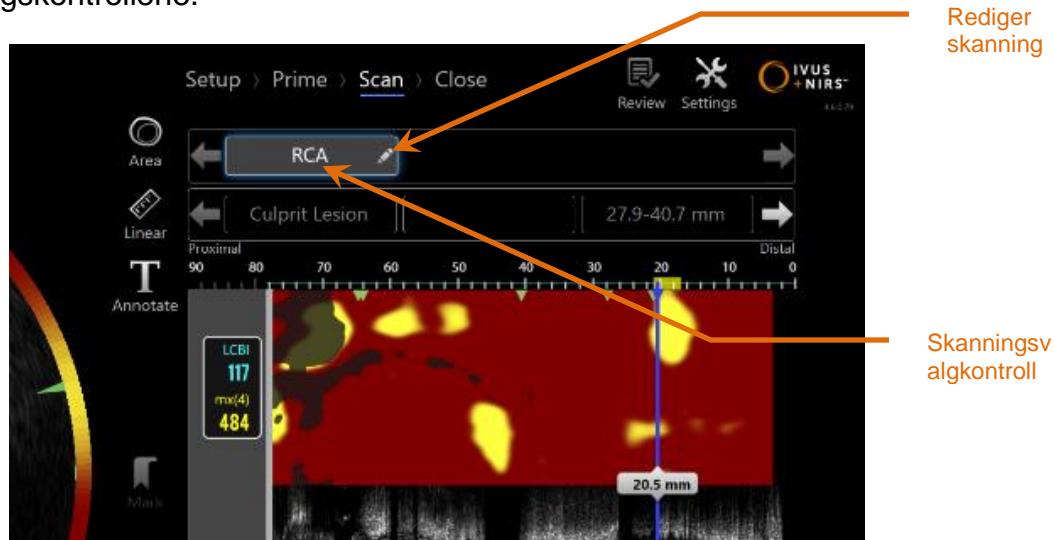 gskontrollene.
Rediger
skanning
Setup > Prime > Scan > Close
Review
Settings
IVUS
+NIRS
Area
RCA
Culprit Lesion
27.9-40.7 mm
Linear
Proximal
Distal
90 80 70 60 50 40 30 20 10 0
T
Annotate
LCBI
117
mx(4)
484
Skanningsv
algkontroll
20.5 mm
Mark